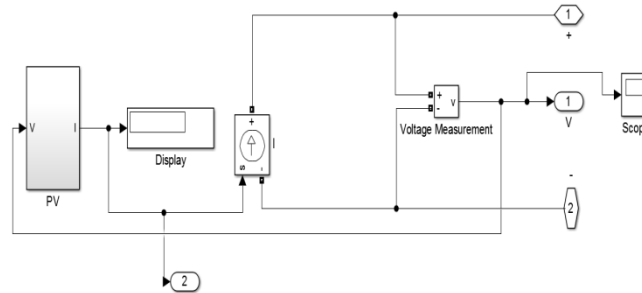 1
+
V
I
PV
Display
+
s
-
I
+
-
v
Voltage Measurement
1
V
Scop
-
2
2